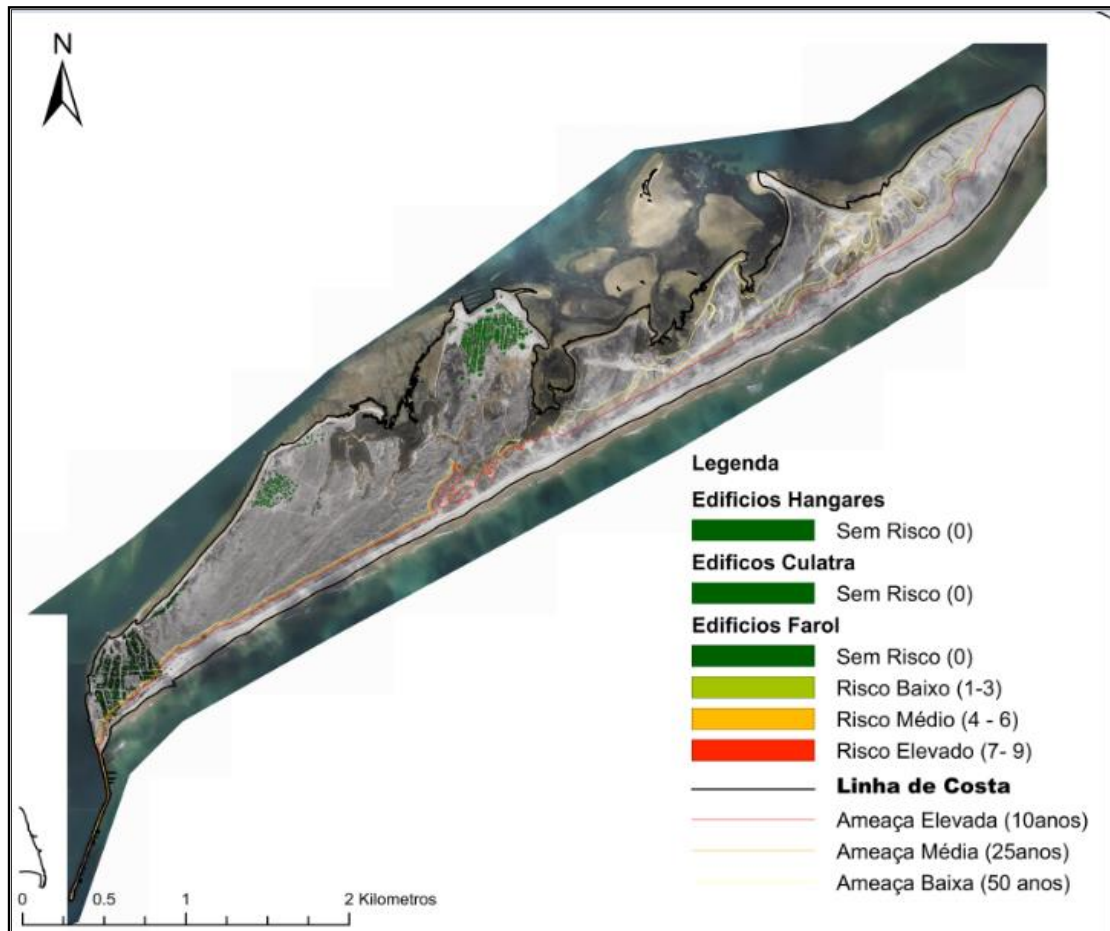 N
Legenda
Edificios Hangares
Sem Risco (0)
Edificos Culatra
Sem Risco (0)
Edificios Farol
Sem Risco (0)
Risco Baixo (1-3)
Risco Médio (4 - 6)
Risco Elevado (7- 9)
Linha de Costa
Ameaça Elevada (10anos)
Ameaça Média (25anos)
Ameaça Baixa (50 anos)
0 0.5 1 2 Kilometros